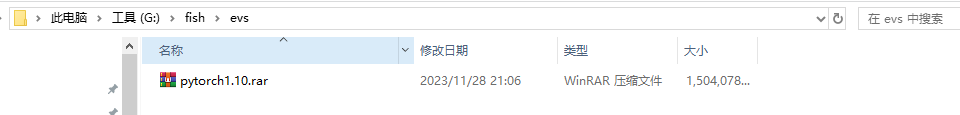 此电脑 工具 (G:) fish evs 在 evs 中搜索
名称 修改日期 类型 大小
pytorch1.10.rar 2023/11/28 21:06 WinRAR 压缩文件 1,504,078...